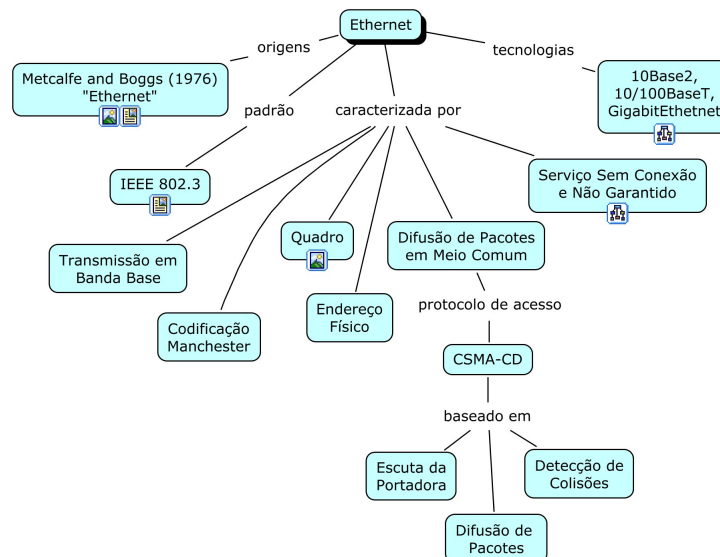 Ethernet
origens
tecnologias
Metcalfe and Boggs (1976)
"Ethernet"
10Base2,
10/100BaseT,
GigabitEthetnet
padrão
caracterizada por
IEEE 802.3
Serviço Sem Conexão
e Não Garantido
Quadro
Difusão de Pacotes
em Meio Comum
Transmissão em
Banda Base
Endereço
Físico
protocolo de acesso
Codificação
Manchester
CSMA-CD
baseado em
Escuta da
Portadora
Detecção de
Colisões
Difusão de
Pacotes